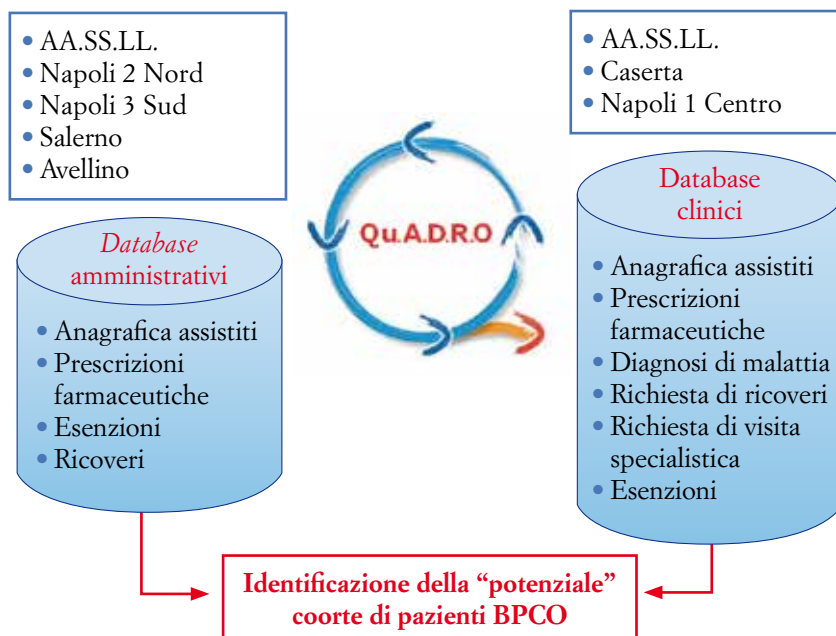 • AA.SS.LL.
• Napoli 2 Nord
• Napoli 3 Sud
• Salerno
• Avellino
Database
amministrativi
• Anagrafica assistiti
• Prescrizioni
farmaceutiche
• Esenzioni
• Ricoveri
Qu.A.D.R.O
• AA.SS.LL.
• Caserta
• Napoli 1 Centro
Database
clinici
• Anagrafica assistiti
• Prescrizioni
farmaceutiche
• Diagnosi di malattia
• Richiesta di ricoveri
• Richiesta di visita
specialistica
• Esenzioni
Identificazione della “potenziale”
coorte di pazienti BPCO